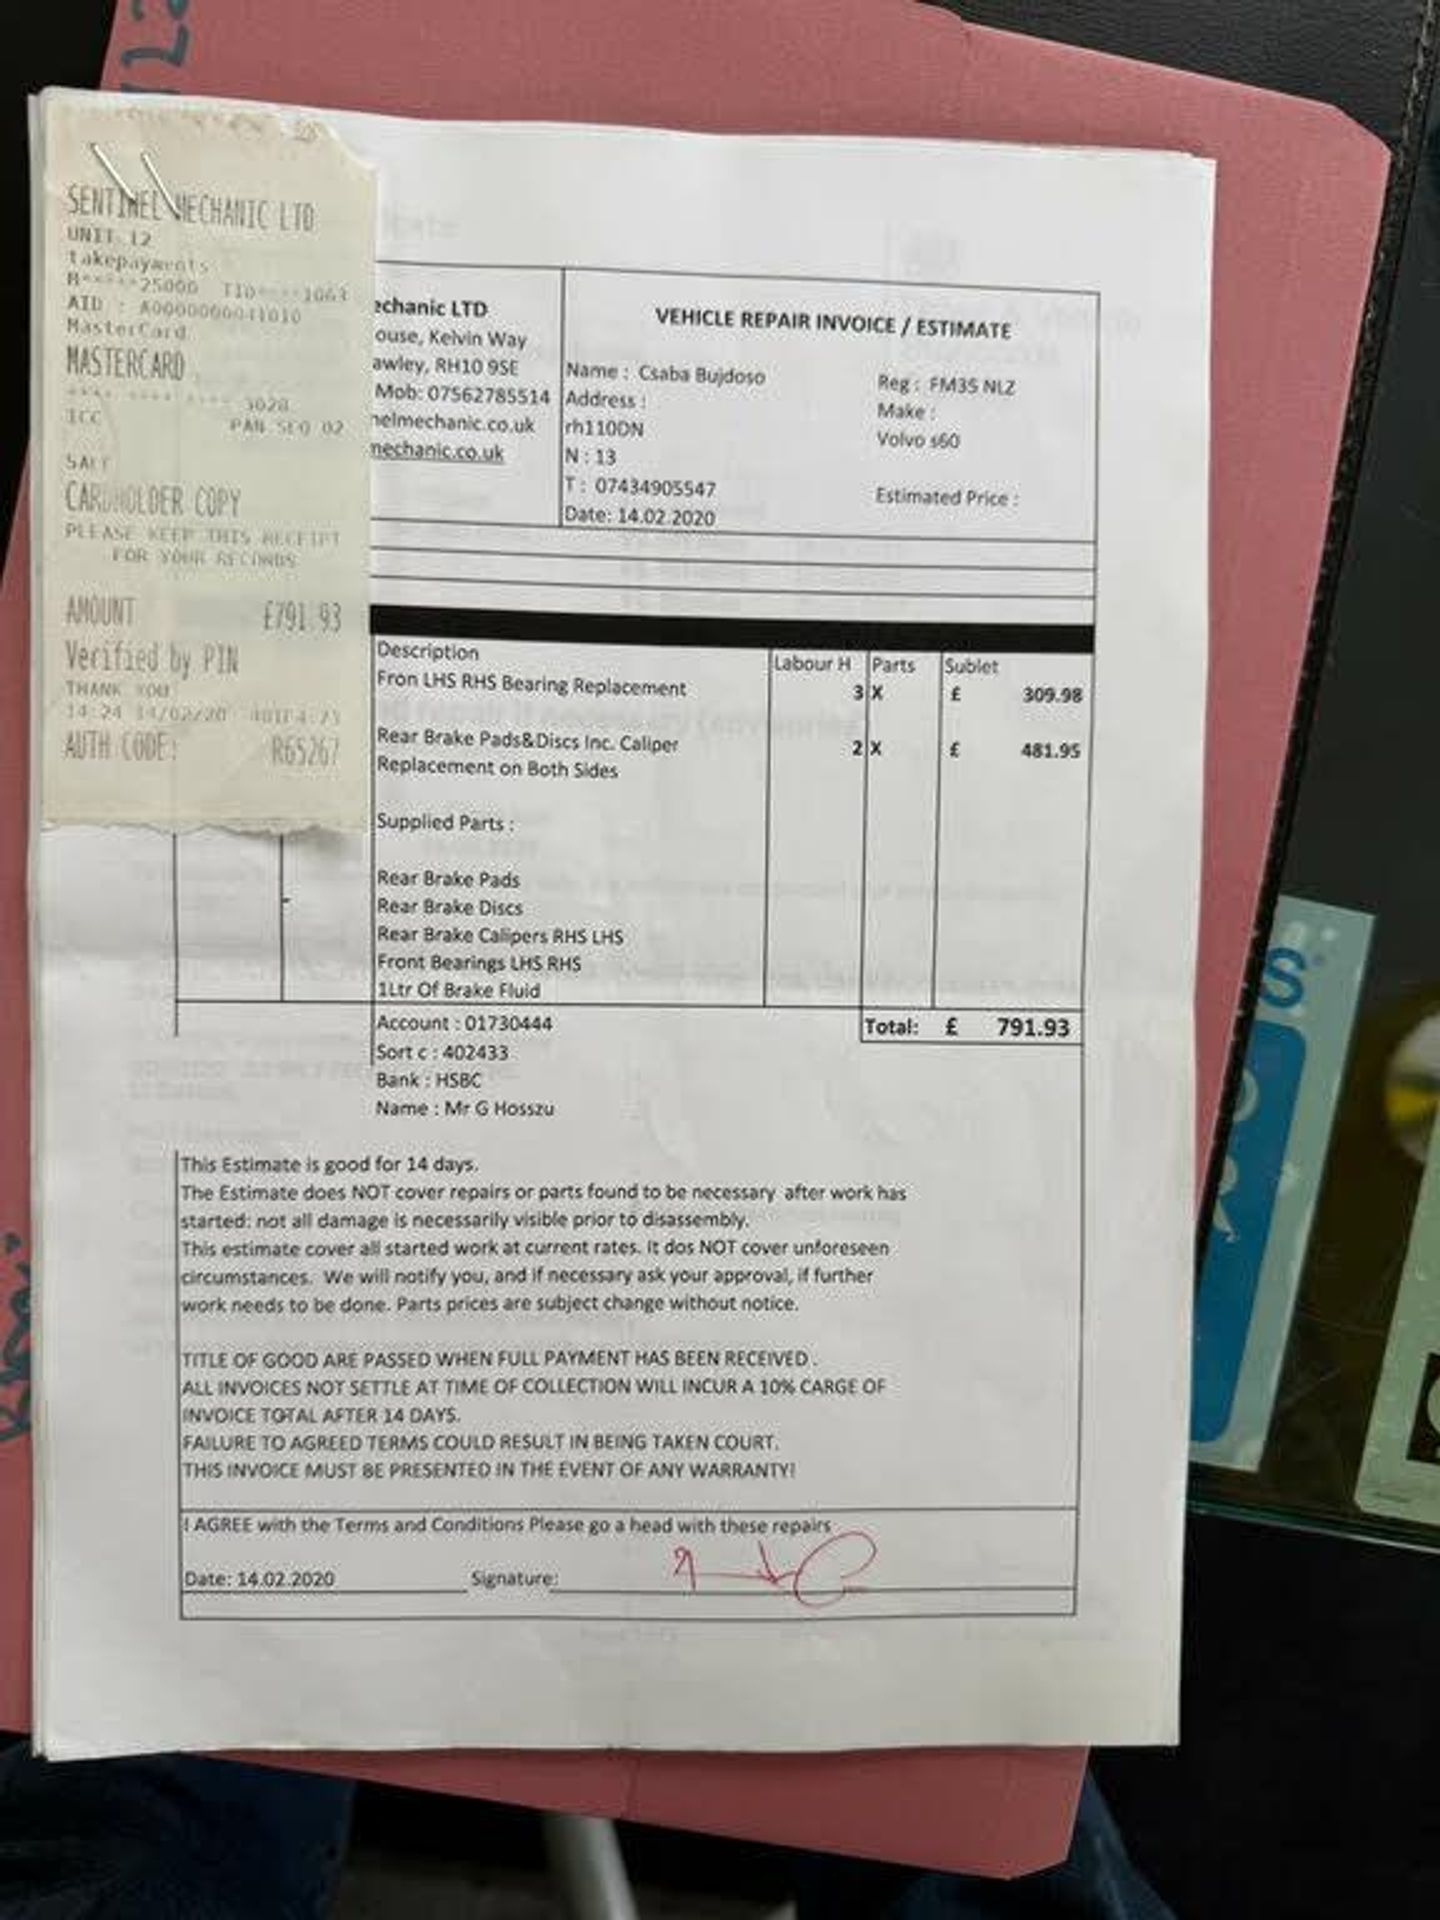 SENTINEL MECHANIC LTD
UNIT 12
takepayments
M*****25000 TID****1063
AID : A0000000041010
MasterCard
MASTERCARD
**** **** **** 3028
ICC PAN SEQ 02
SALE
CARDHOLDER COPY
PLEASE KEEP THIS RECEIPT
FOR YOUR RECORDS
AMOUNT £791.93
Verified by PIN
THANK YOU
14:24 14/02/20
AUTH CODE: R65267
echanic LTD
ouse, Kelvin Way
awley, RH10 9SE
Mob: 07562785514
nelmechanic.co.uk
mechanic.co.uk
VEHICLE REPAIR INVOICE / ESTIMATE
Name : Csaba Bujdoso
Address :
rh110DN
N : 13
T : 07434905547
Date: 14.02.2020
Reg : FM35 NLZ
Make :
Volvo s60
Estimated Price :
Description Labour H Parts Sublet
Fron LHS RHS Bearing Replacement 3 X £ 309.98
Rear Brake Pads&Discs Inc. Caliper 2 X £ 481.95
Replacement on Both Sides
Supplied Parts :
Rear Brake Pads
Rear Brake Discs
Rear Brake Calipers RHS LHS
Front Bearings LHS RHS
1Ltr Of Brake Fluid
Account : 01730444 Total: £ 791.93
Sort c : 402433
Bank : HSBC
Name : Mr G Hosszu
This Estimate is good for 14 days.
The Estimate does NOT cover repairs or parts found to be necessary after work has
started: not all damage is necessarily visible prior to disassembly.
This estimate cover all started work at current rates. It dos NOT cover unforeseen
circumstances. We will notify you, and if necessary ask your approval, if further
work needs to be done. Parts prices are subject change without notice.
TITLE OF GOOD ARE PASSED WHEN FULL PAYMENT HAS BEEN RECEIVED .
ALL INVOICES NOT SETTLE AT TIME OF COLLECTION WILL INCUR A 10% CARGE OF
INVOICE TOTAL AFTER 14 DAYS.
FAILURE TO AGREED TERMS COULD RESULT IN BEING TAKEN COURT.
THIS INVOICE MUST BE PRESENTED IN THE EVENT OF ANY WARRANTY!
I AGREE with the Terms and Conditions Please go a head with these repairs
Date: 14.02.2020 Signature: